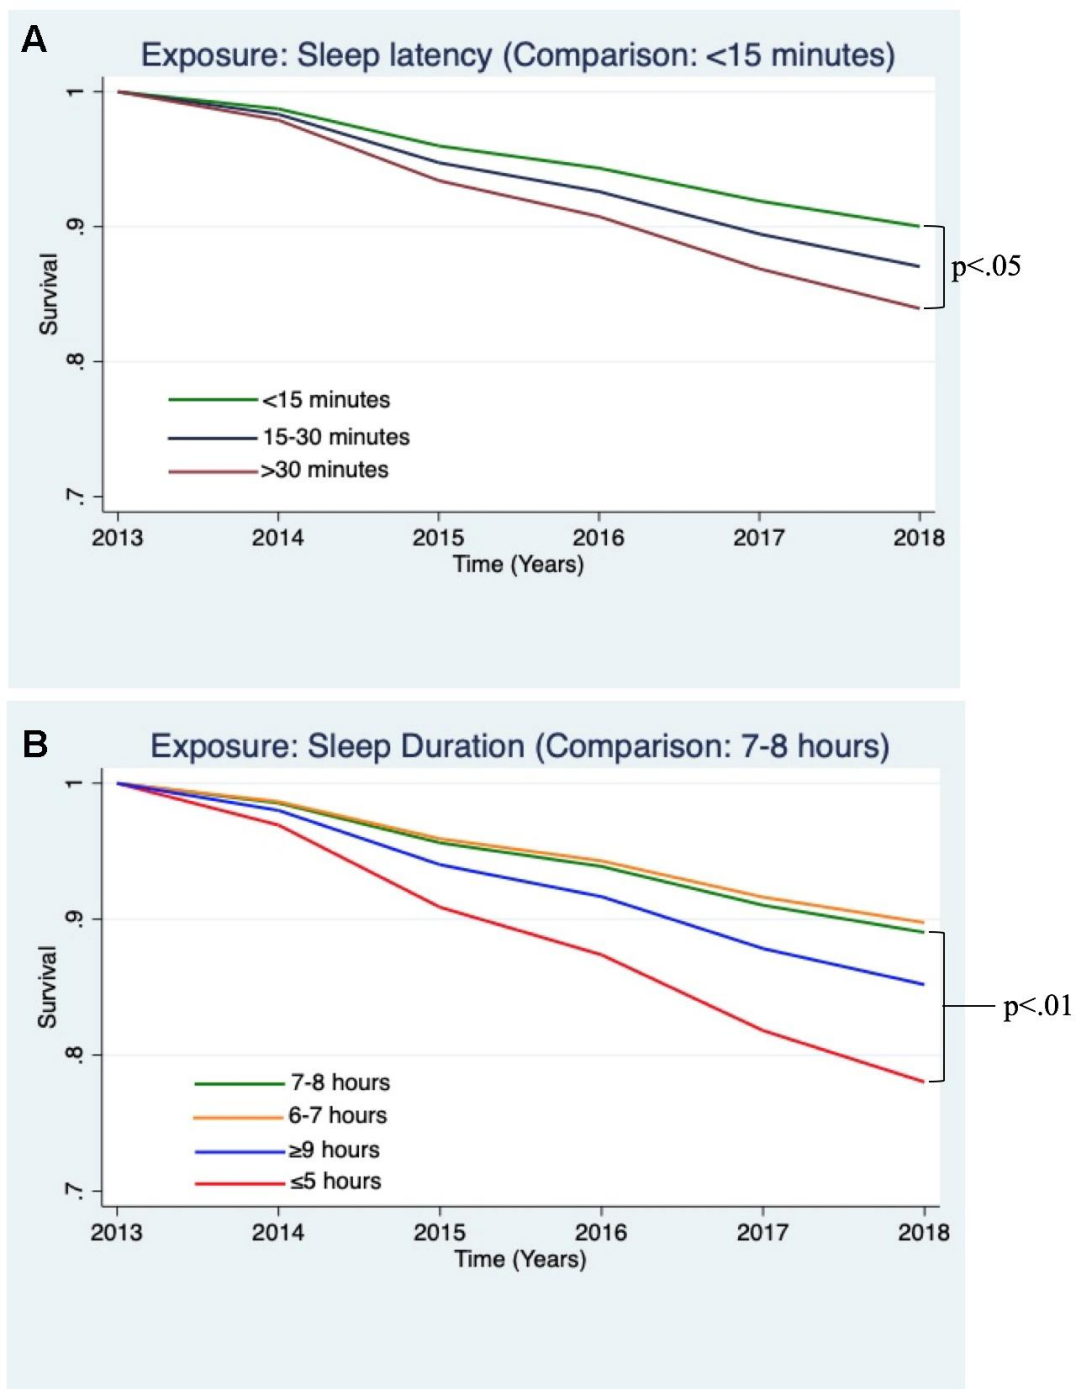 A
Exposure: Sleep latency (Comparison: <15 minutes)
1
.9
.8
.7
Survival
<15 minutes
15-30 minutes
>30 minutes
p<.05
2013 2014 2015 2016 2017 2018
Time (Years)
B
Exposure: Sleep Duration (Comparison: 7-8 hours)
1
.9
.8
.7
Survival
7-8 hours
6-7 hours
≥9 hours
≤5 hours
p<.01
2013 2014 2015 2016 2017 2018
Time (Years)